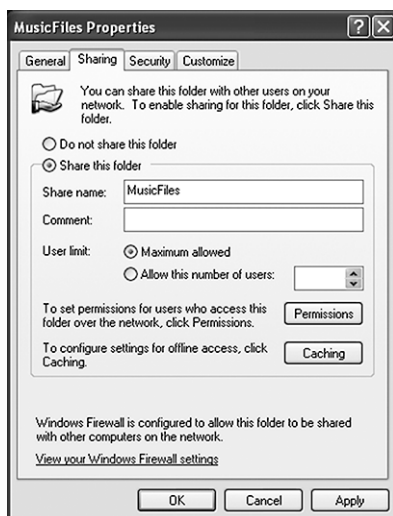 MusicFiles Properties
General Sharing Security Customize
You can share this folder with other users on your
network. To enable sharing for this folder, click Share this
folder.
Do not share this folder
Share this folder
Share name: MusicFiles
Comment:
User limit: Maximum allowed
Allow this number of users:
To set permissions for users who access this
folder over the network, click Permissions.
Permissions
To configure settings for offline access, click
Caching.
Caching
Windows Firewall is configured to allow this folder to be shared
with other computers on the network.
View your Windows Firewall settings
OK Cancel Apply